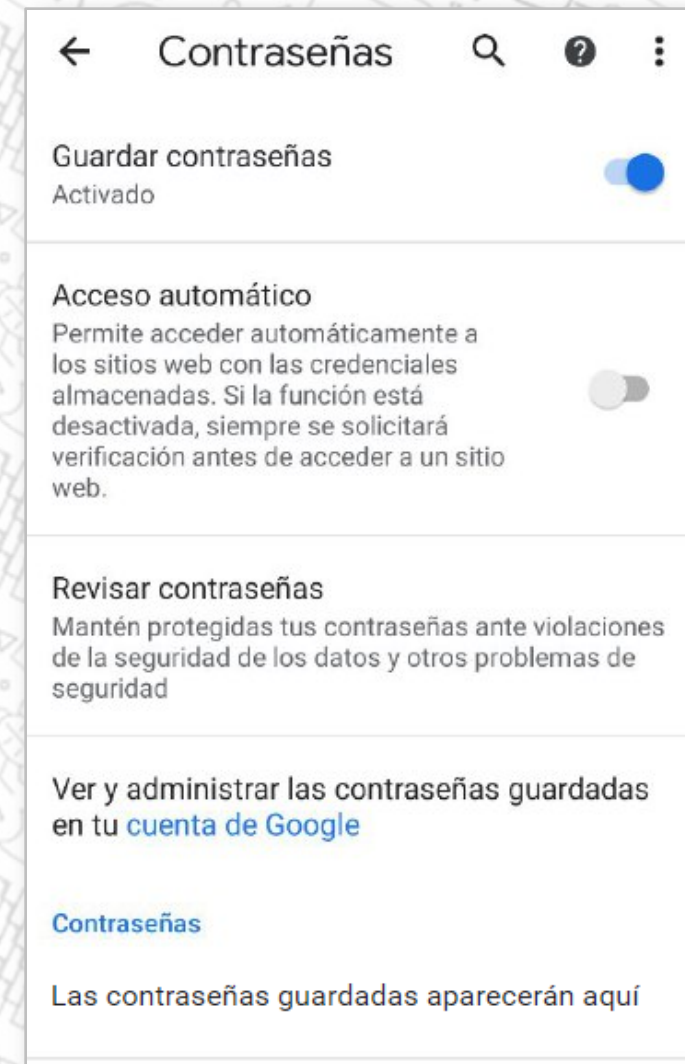 Contraseñas
Guardar contraseñas
Activado
Acceso automático
Permite acceder automáticamente a
los sitios web con las credenciales
almacenadas. Si la función está
desactivada, siempre se solicitará
verificación antes de acceder a un sitio
web.
Revisar contraseñas
Mantén protegidas tus contraseñas ante violaciones
de la seguridad de los datos y otros problemas de
seguridad
Ver y administrar las contraseñas guardadas
en tu cuenta de Google
Contraseñas
Las contraseñas guardadas aparecerán aquí